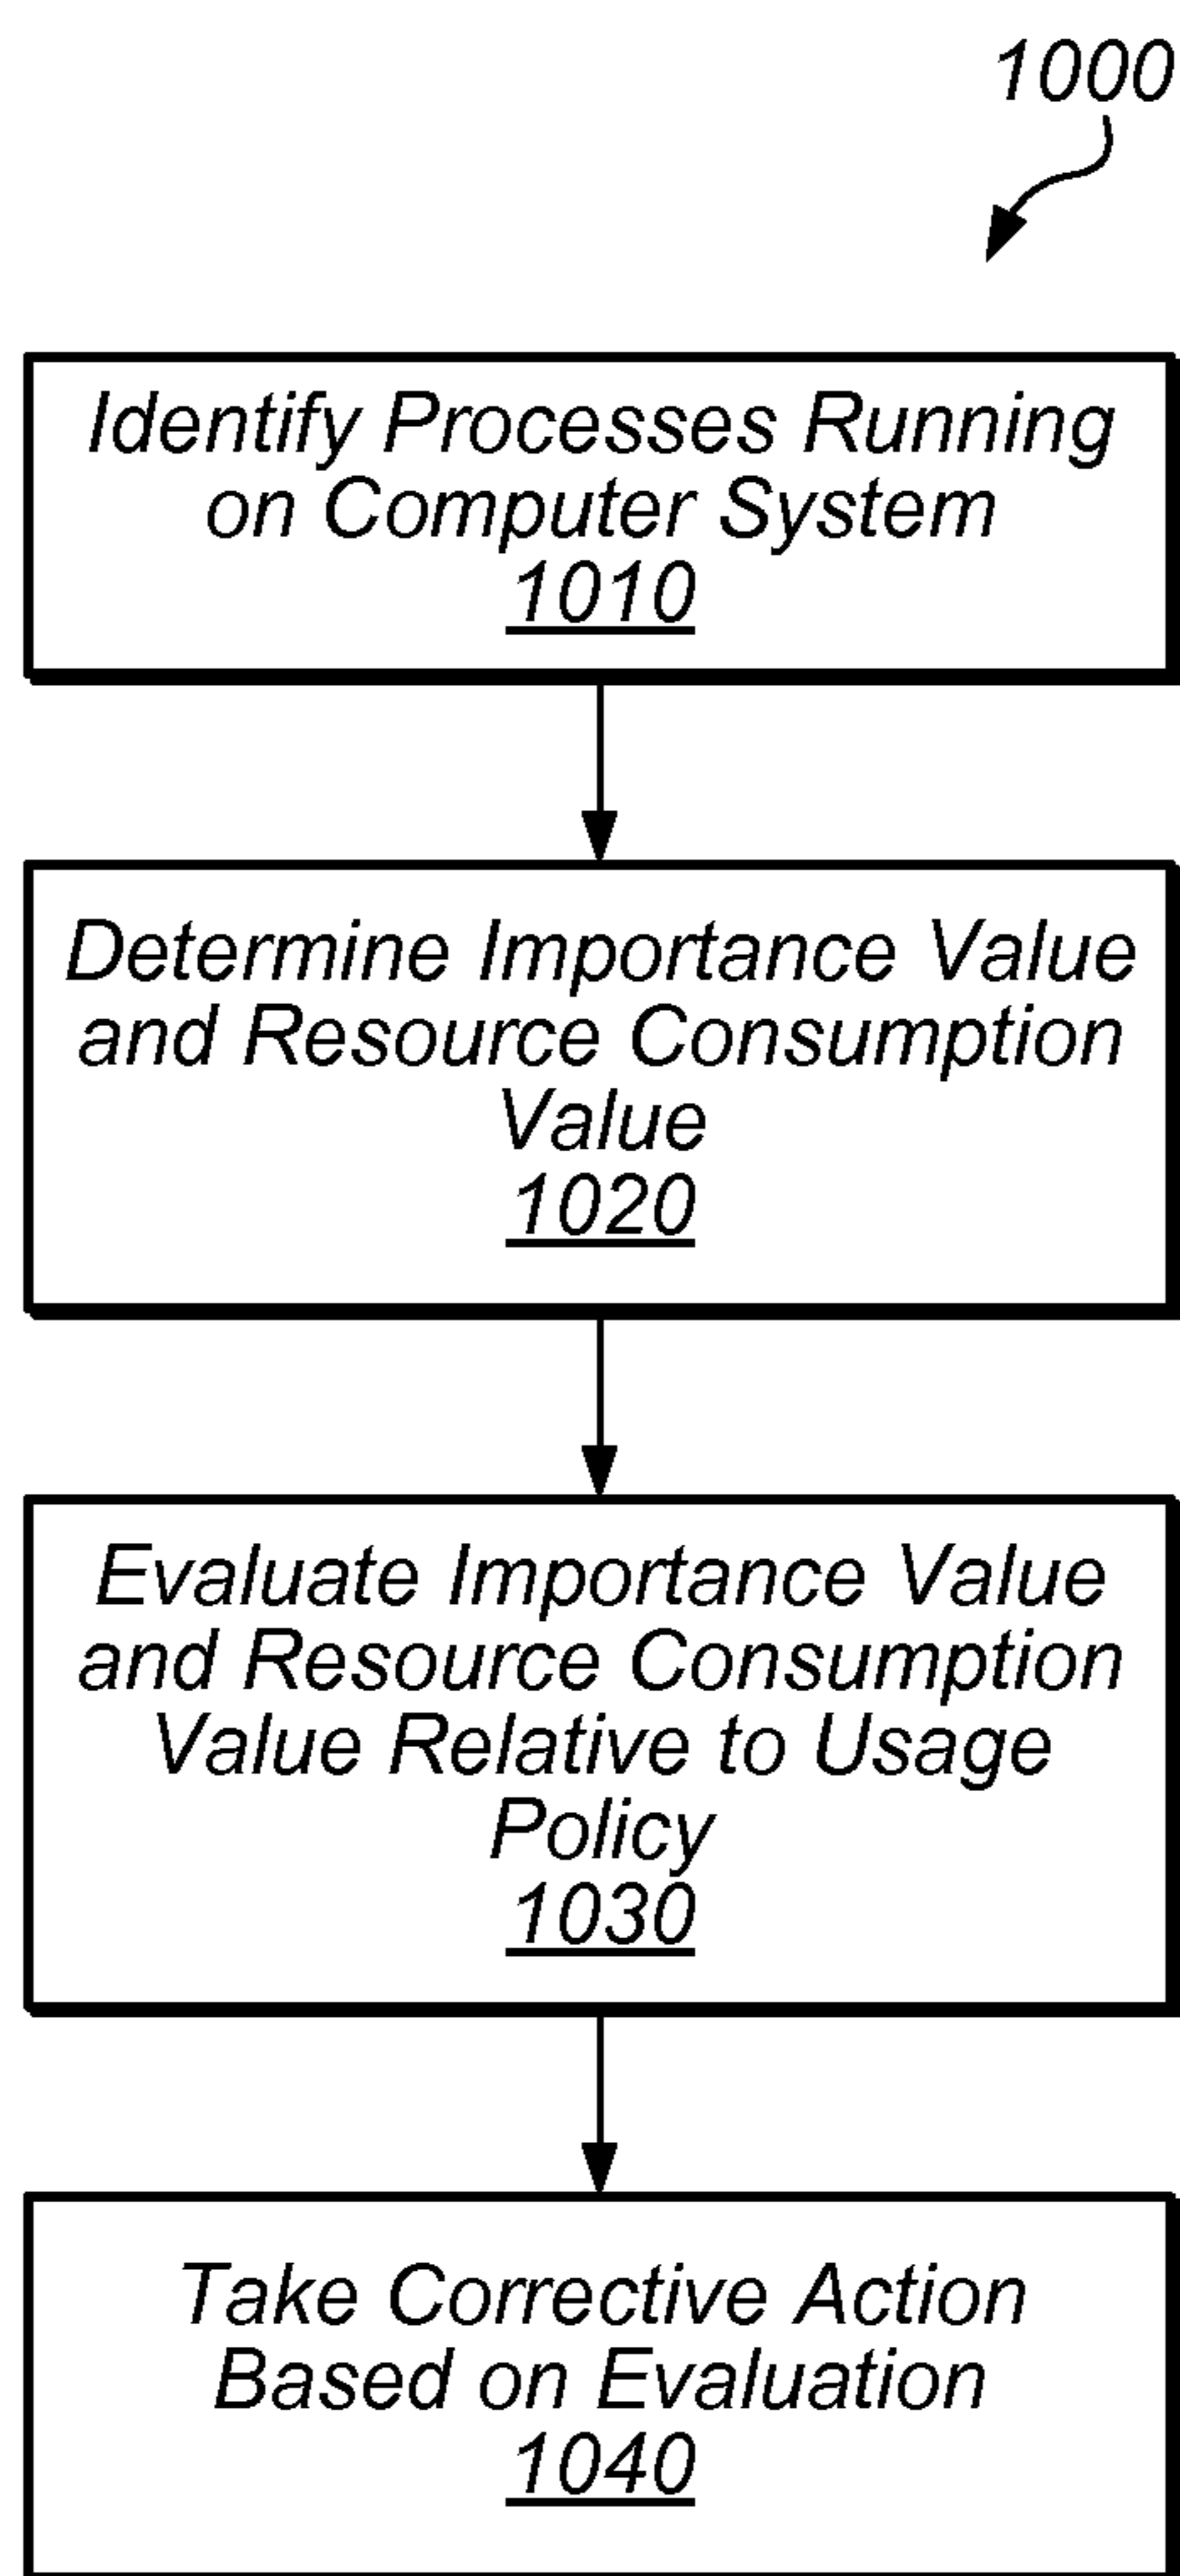 1000
Identify Processes Running
on Computer System
1010
Determine Importance Value
and Resource Consumption
Value
1020
Evaluate Importance Value
and Resource Consumption
Value Relative to Usage
Policy
1030
Take Corrective Action
Based on Evaluation
1040